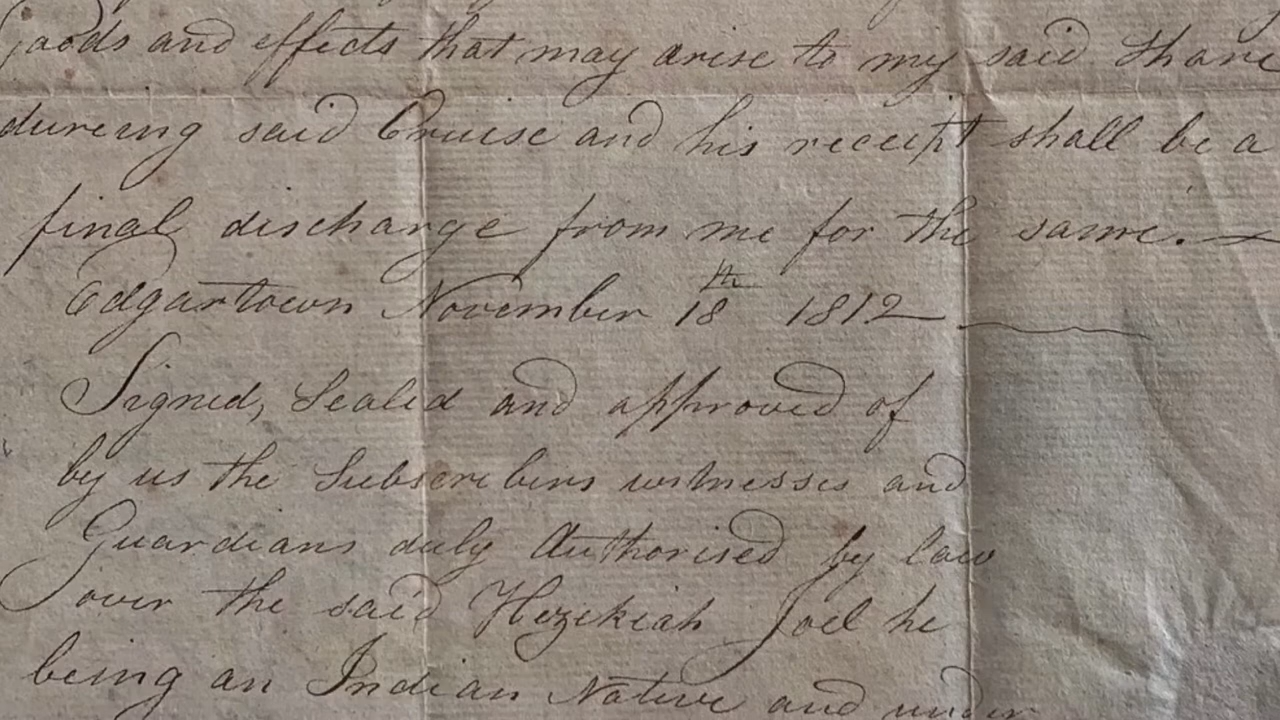 Goods and effects that may arise to my said Share
dureing said Cruise and his receipt shall be a
final discharge from me for the same.
Edgartown November 18th 1812
Signed, Sealed and approved of
by us the Subscribers witnesses and
Guardians duly Authorised by law
over the said Hezekiah Joel he
being an Indian Native and under